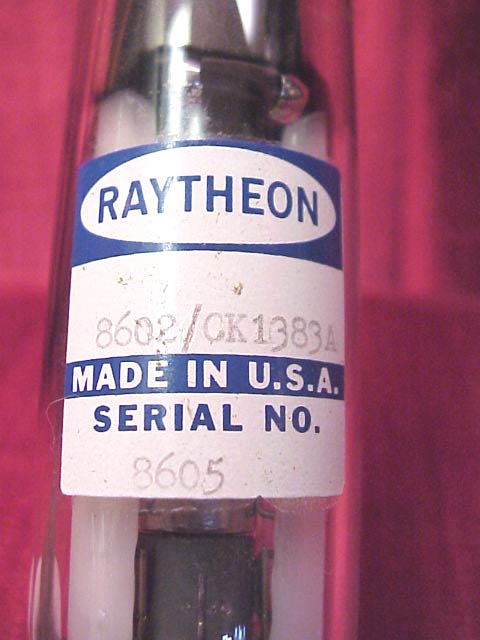 RAYTHEON
8602/CK1383A
MADE IN U.S.A.
SERIAL NO.
8605